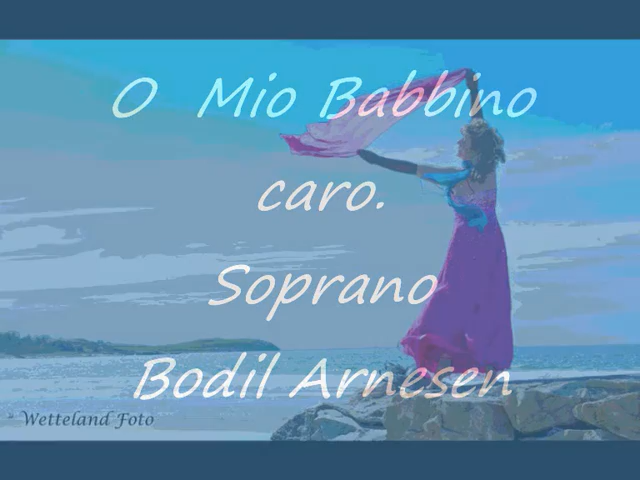 O Mio Babbino
caro.
Soprano
Bodil Arnesen
* Wetteland Foto